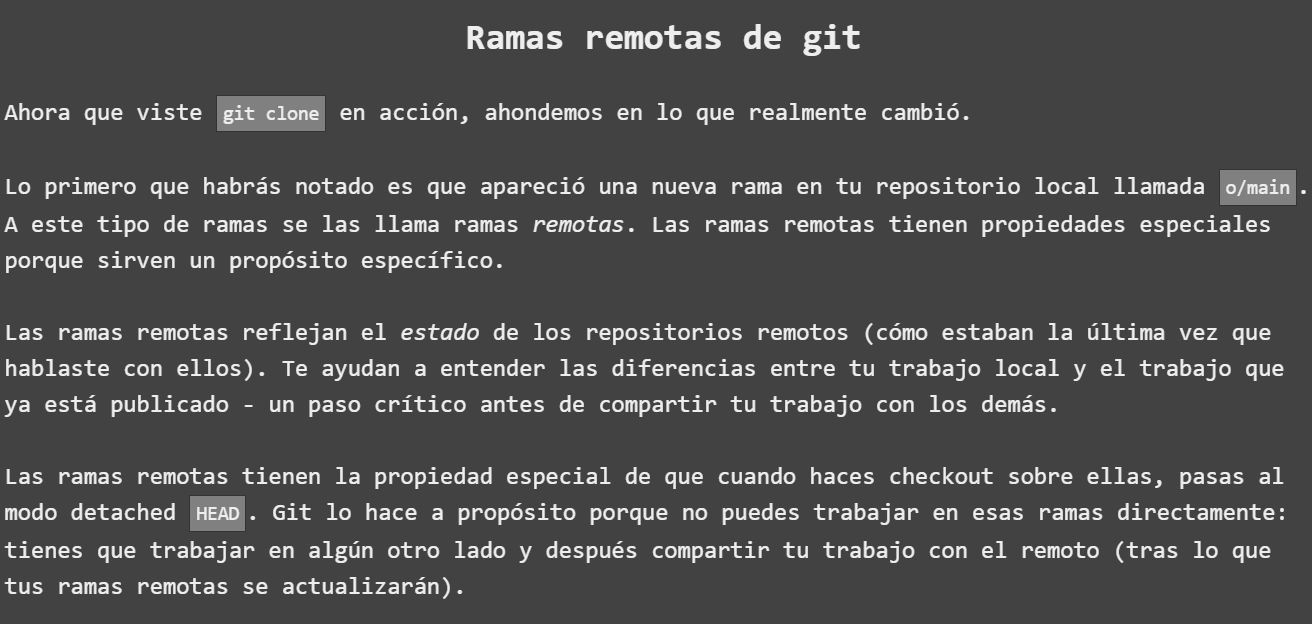 Ramas remotas de git
Ahora que viste git clone en acción, ahondemos en lo que realmente cambió.
Lo primero que habrás notado es que apareció una nueva rama en tu repositorio local llamada o/main.
A este tipo de ramas se las llama ramas remotas. Las ramas remotas tienen propiedades especiales
porque sirven un propósito específico.
Las ramas remotas reflejan el estado de los repositorios remotos (cómo estaban la última vez que
hablaste con ellos). Te ayudan a entender las diferencias entre tu trabajo local y el trabajo que
ya está publicado - un paso crítico antes de compartir tu trabajo con los demás.
Las ramas remotas tienen la propiedad especial de que cuando haces checkout sobre ellas, pasas al
modo detached HEAD. Git lo hace a propósito porque no puedes trabajar en esas ramas directamente:
tienes que trabajar en algún otro lado y después compartir tu trabajo con el remoto (tras lo que
tus ramas remotas se actualizarán).